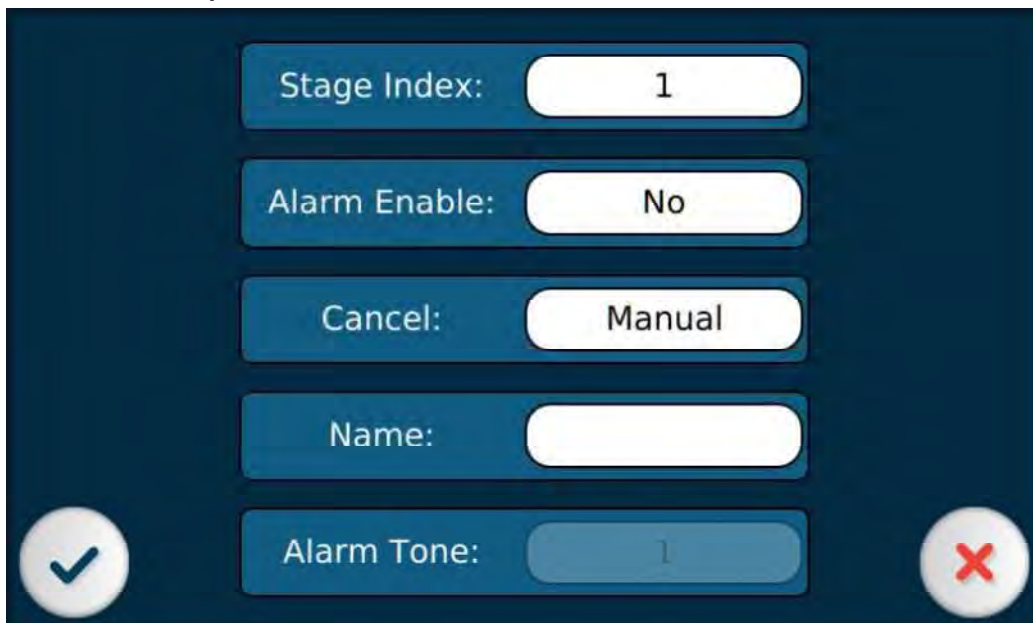 Stage Index: 1
Alarm Enable: No
Cancel: Manual
Name:
Alarm Tone: 1